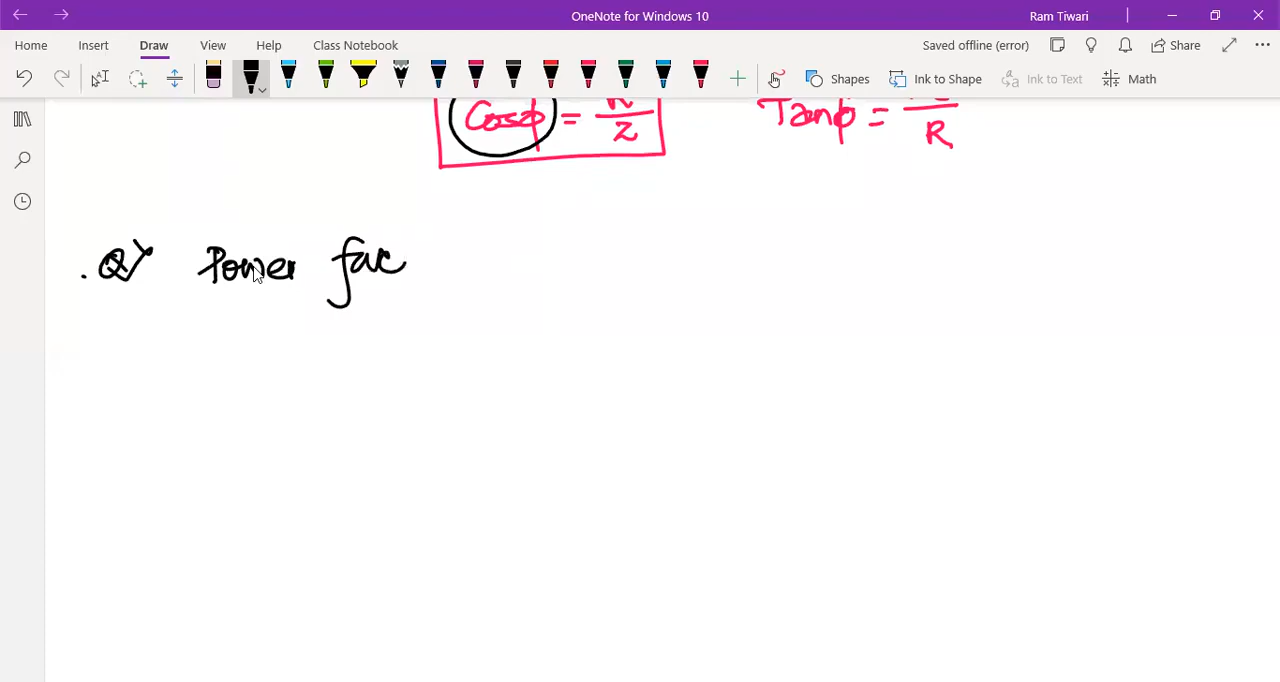 OneNote for Windows 10
Ram Tiwari
Home Insert Draw View Help Class Notebook
Saved offline (error) Share
Shapes Ink to Shape Ink to Text Math
Cosφ = R/Z
Tanφ = /R
.Q> Power fac